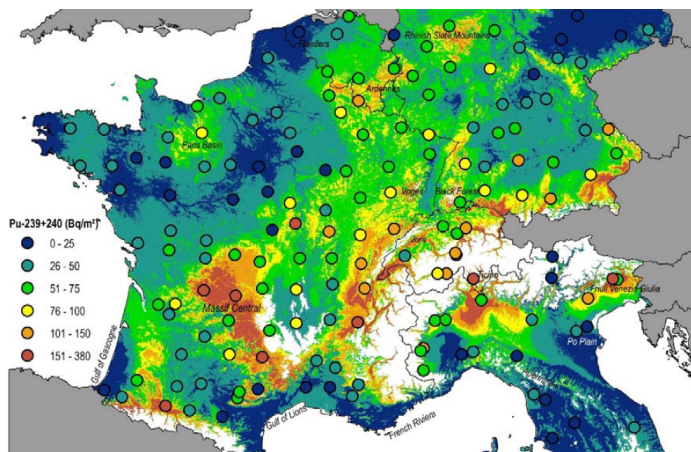 Flanders
Rhinish Slate Mountains
Ardennes
Paris Basin
Vosges
Black Forest
Pu-239+240 (Bq/m²)
0 - 25
26 - 50
51 - 75
76 - 100
101 - 150
151 - 380
Jura
Ticino
Massif Central
Friuli Venezia-Giulia
Po Plain
Gulf of Gascogne
Gulf of Lions
French Riviera